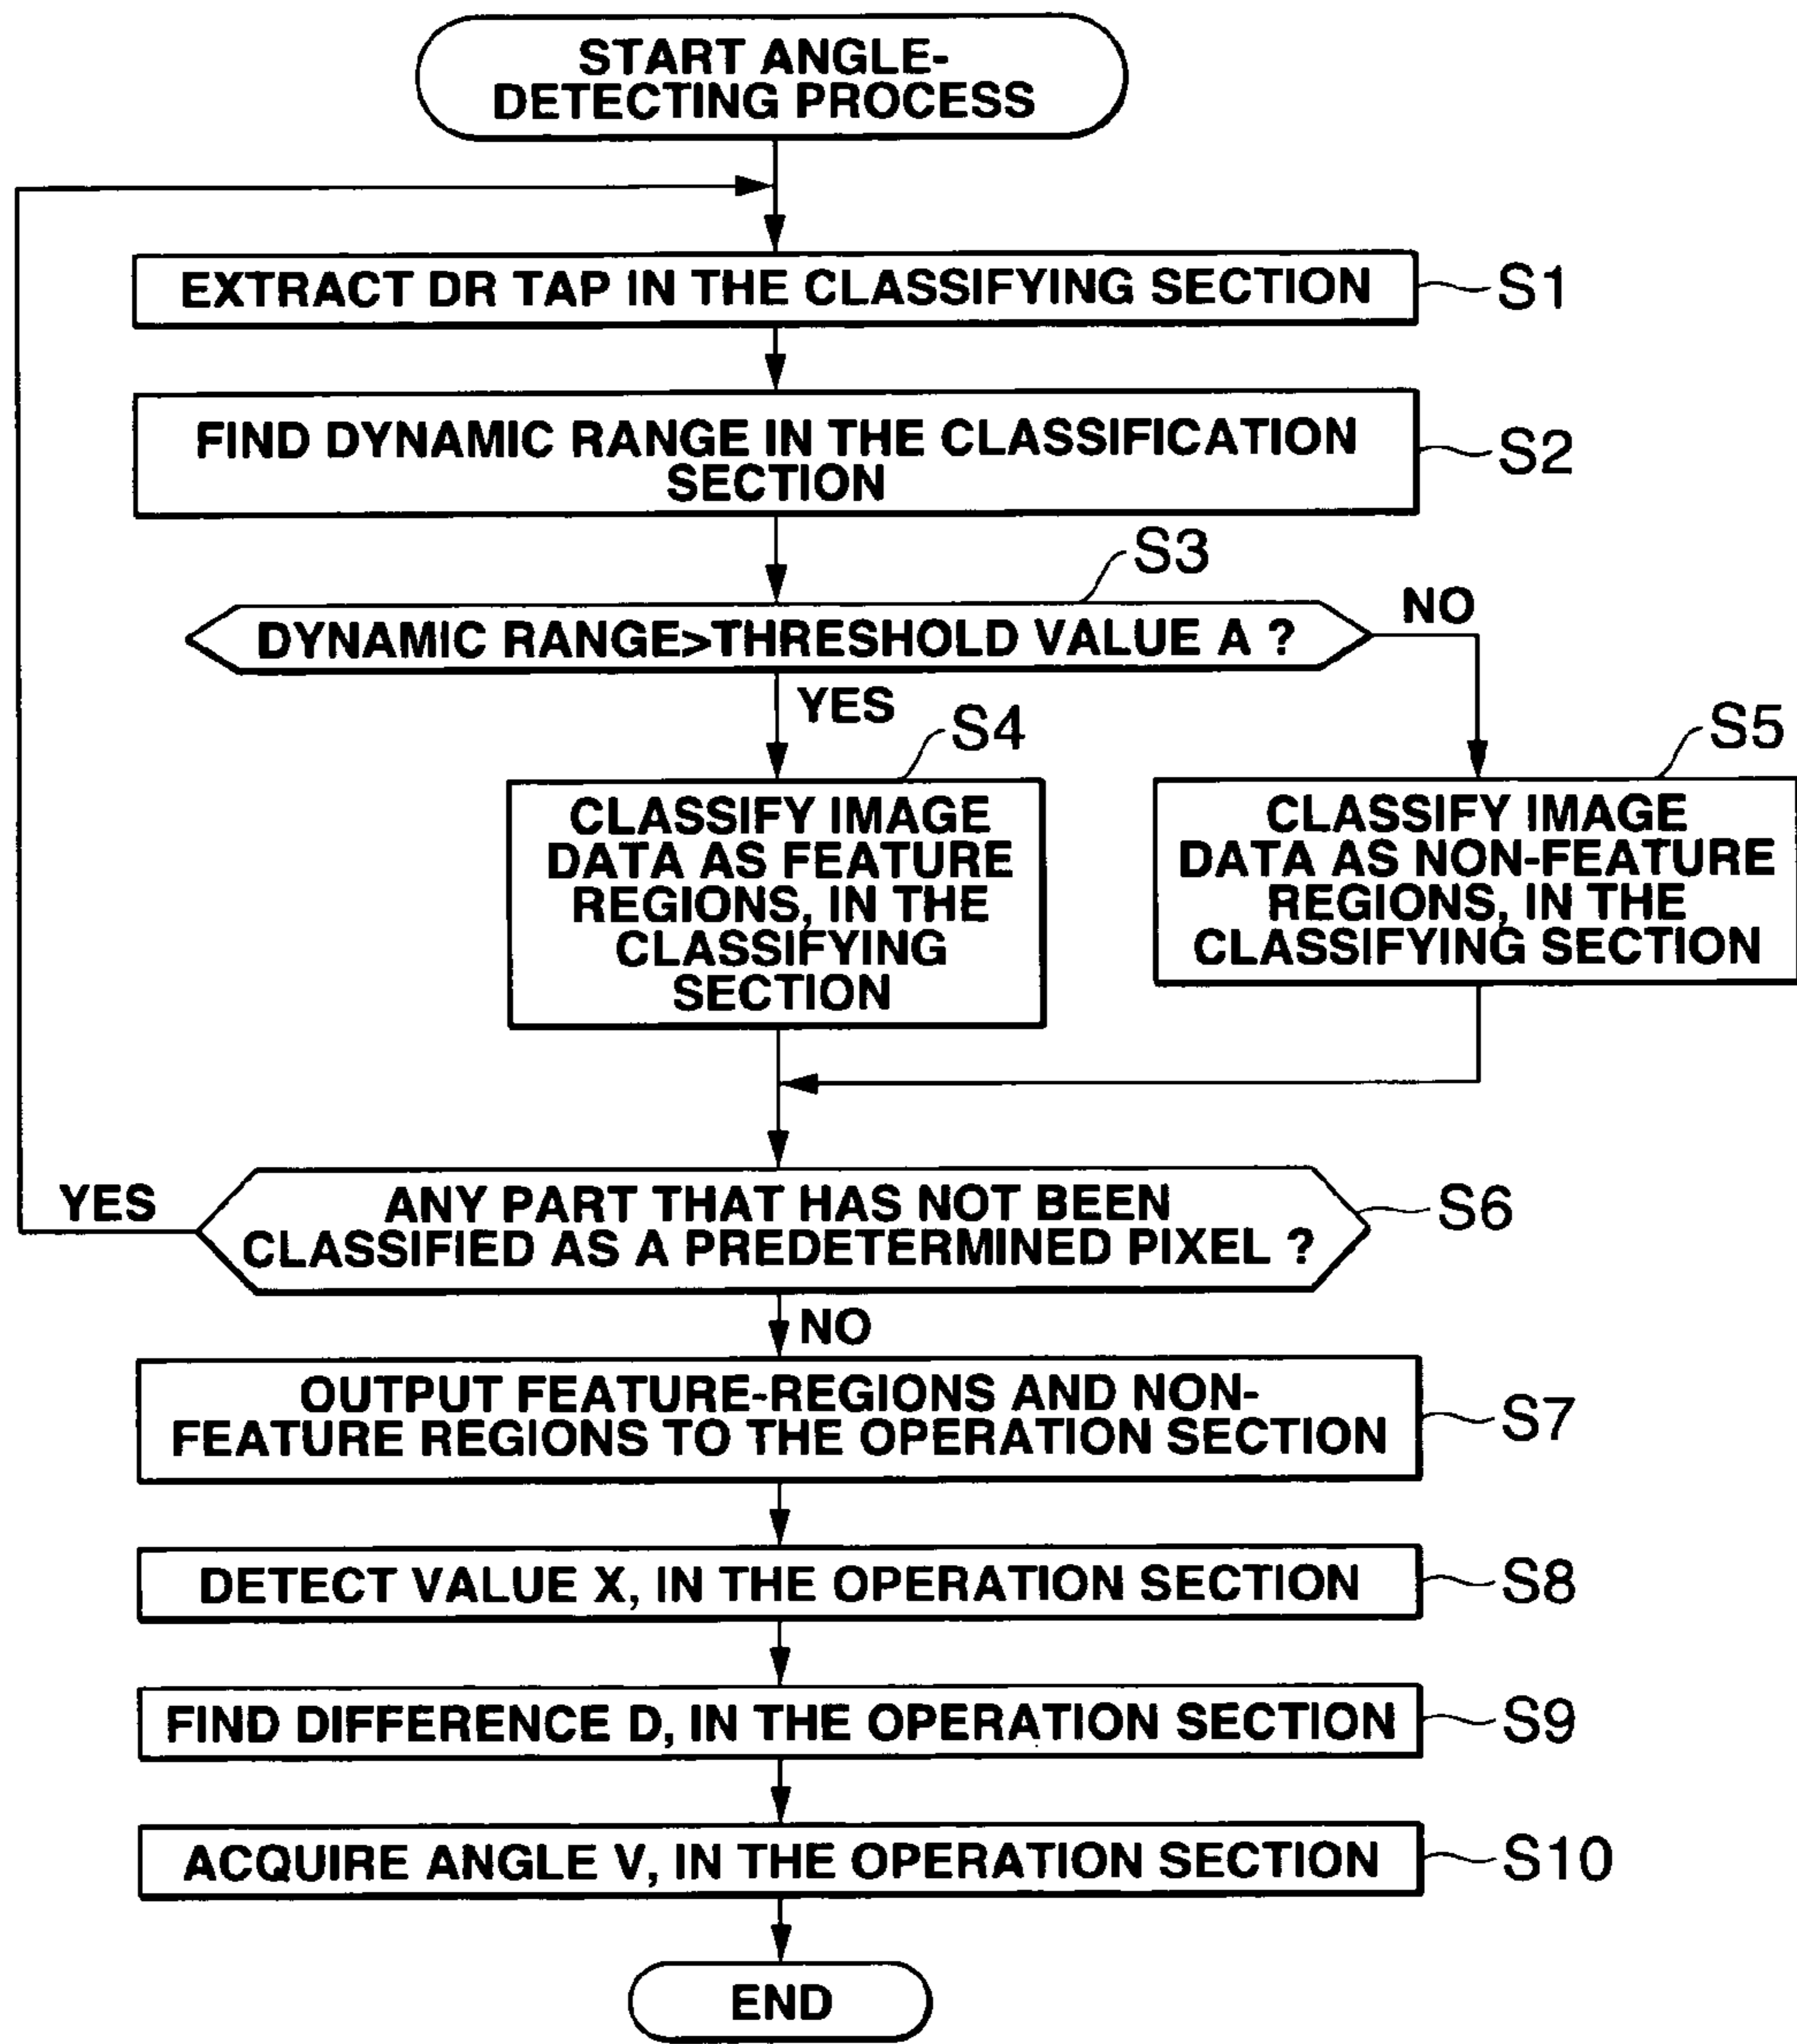 START ANGLE-
DETECTING PROCESS
EXTRACT DR TAP IN THE CLASSIFYING SECTION
S1
FIND DYNAMIC RANGE IN THE CLASSIFICATION
SECTION
S2
S3
DYNAMIC RANGE>THRESHOLD VALUE A ?
NO
YES
S4
CLASSIFY IMAGE
DATA AS FEATURE
REGIONS, IN THE
CLASSIFYING
SECTION
S5
CLASSIFY IMAGE
DATA AS NON-FEATURE
REGIONS, IN THE
CLASSIFYING SECTION
YES
ANY PART THAT HAS NOT BEEN
CLASSIFIED AS A PREDETERMINED PIXEL ?
S6
NO
OUTPUT FEATURE-REGIONS AND NON-
FEATURE REGIONS TO THE OPERATION SECTION
S7
DETECT VALUE X, IN THE OPERATION SECTION
S8
FIND DIFFERENCE D, IN THE OPERATION SECTION
S9
ACQUIRE ANGLE V, IN THE OPERATION SECTION
S10
END